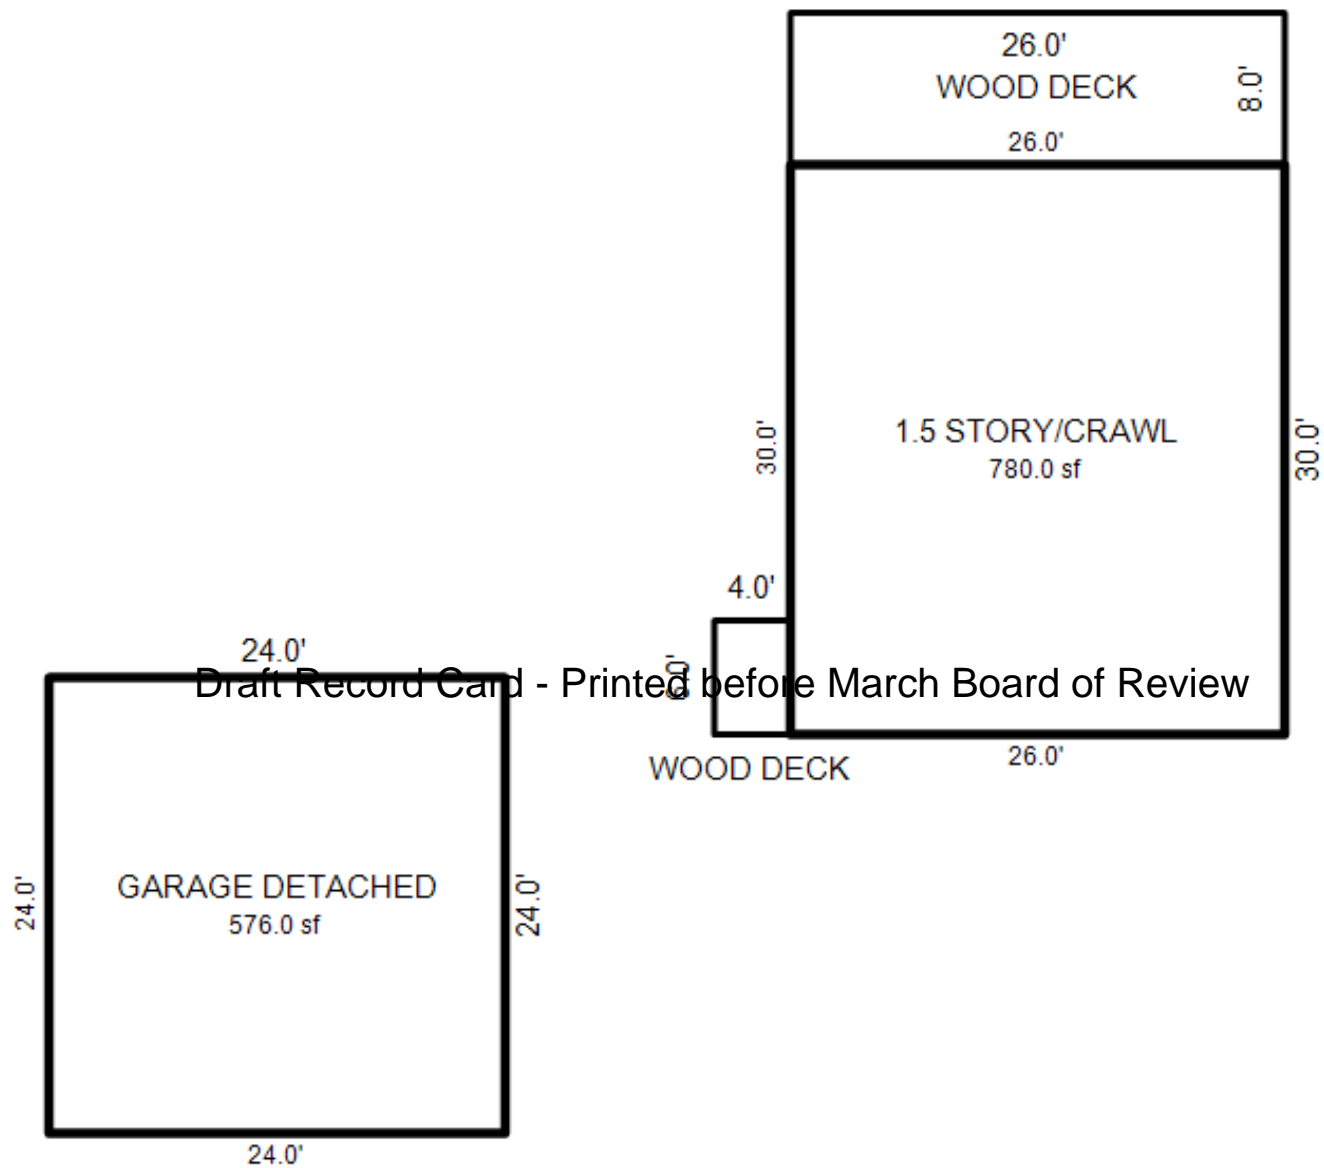 26.0'
WOOD DECK
8.0'
26.0'
30.0'
1.5 STORY/CRAWL
780.0 sf
30.0'
4.0'
24.0'
6.0'
Draft Record Card - Printed before March Board of Review
26.0'
WOOD DECK
24.0'
GARAGE DETACHED
576.0 sf
24.0'
24.0'